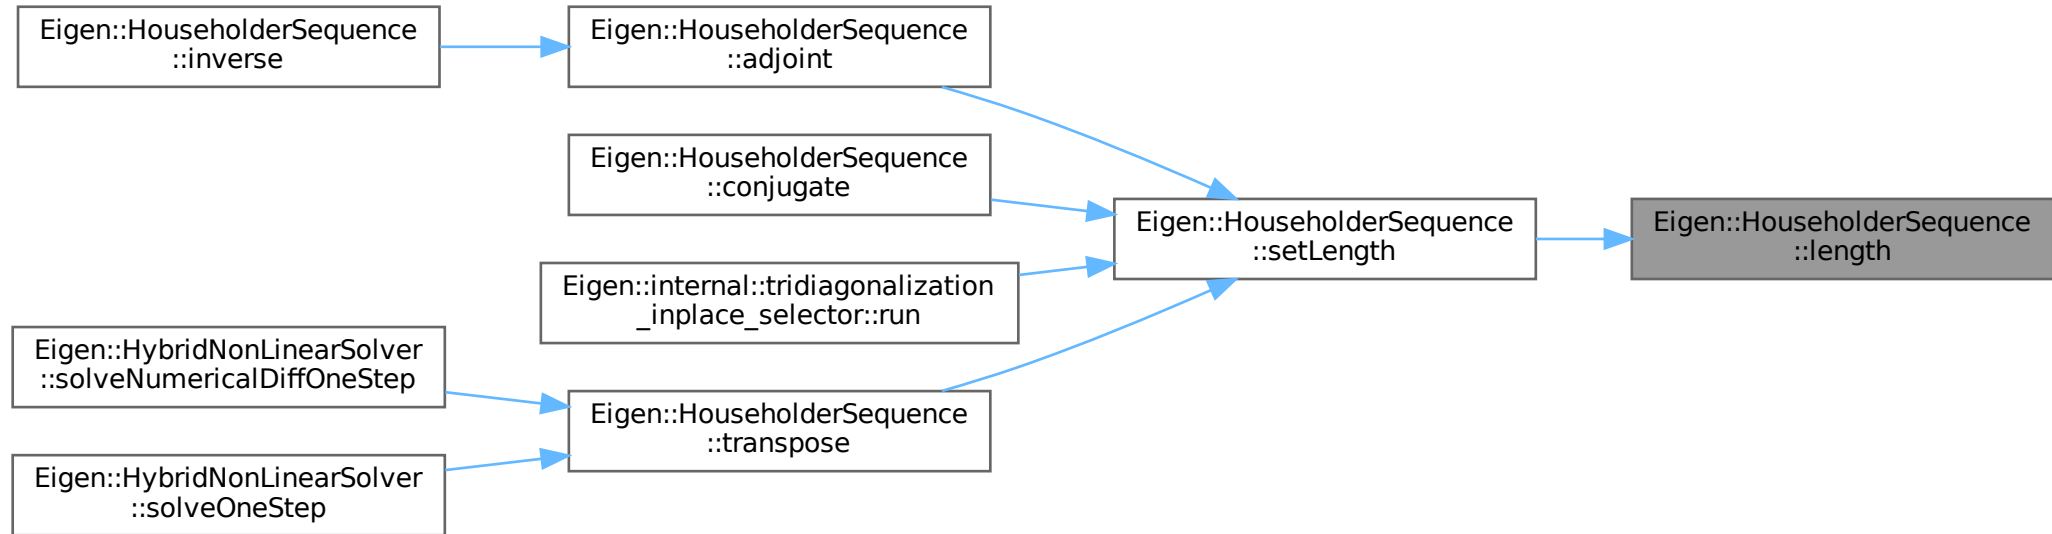 Eigen::HouseholderSequence
::inverse
Eigen::HouseholderSequence
::adjoint
Eigen::HouseholderSequence
::conjugate
Eigen::HouseholderSequence
::setLength
Eigen::HouseholderSequence
::length
Eigen::internal::tridiagonalization
_inplace_selector::run
Eigen::HybridNonLinearSolver
::solveNumericalDiffOneStep
Eigen::HouseholderSequence
::transpose
Eigen::HybridNonLinearSolver
::solveOneStep